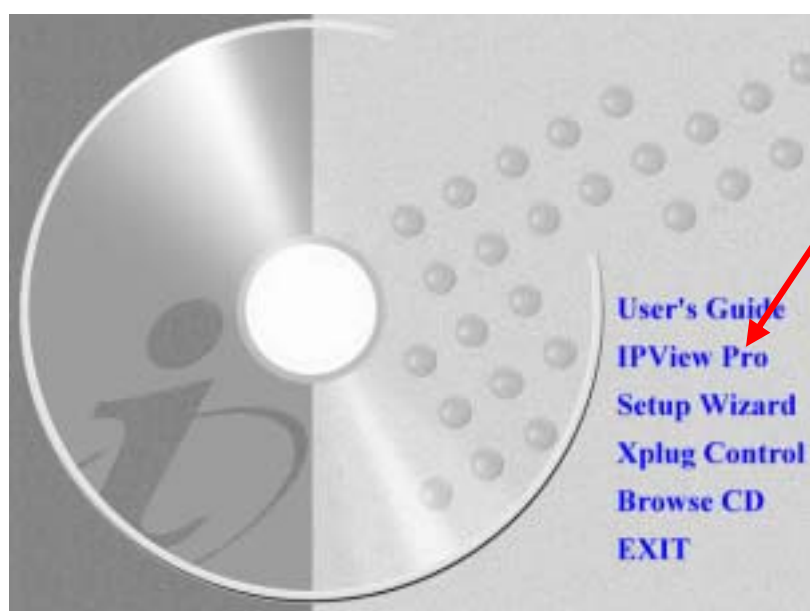 User's Guide
IPView Pro
Setup Wizard
Xplug Control
Browse CD
EXIT